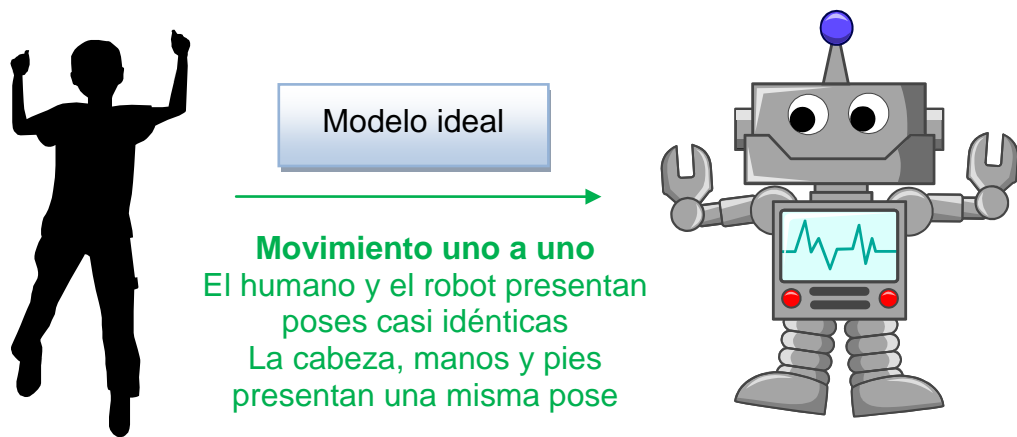 Modelo ideal
Movimiento uno a uno
El humano y el robot presentan
poses casi idénticas
La cabeza, manos y pies
presentan una misma pose